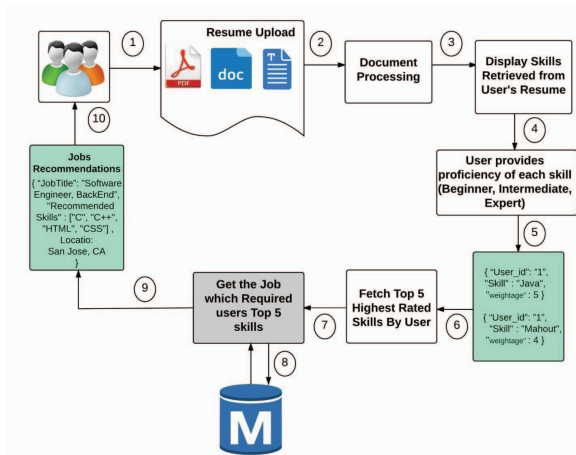 1
Resume Upload
PDF
doc
T
2
Document
Processing
3
Display Skills
Retrieved from
User's Resume
4
User provides
proficiency of each skill
(Beginner, Intermediate,
Expert)
5
{ "User_id": "1",
"Skill" : "Java",
"weightage" : 5 }
{ "User_id": "1",
"Skill" : "Mahout",
"weightage" : 4 }
6
Fetch Top 5
Highest Rated
Skills By User
7
Get the Job
which Required
users Top 5
skills
8
M
9
Jobs
Recommendations
{ "JobTitle": "Software
Engineer, BackEnd",
"Recommended
Skills" : ["C", "C++",
"HTML", "CSS"] ,
Locatio:
San Jose, CA
}
10